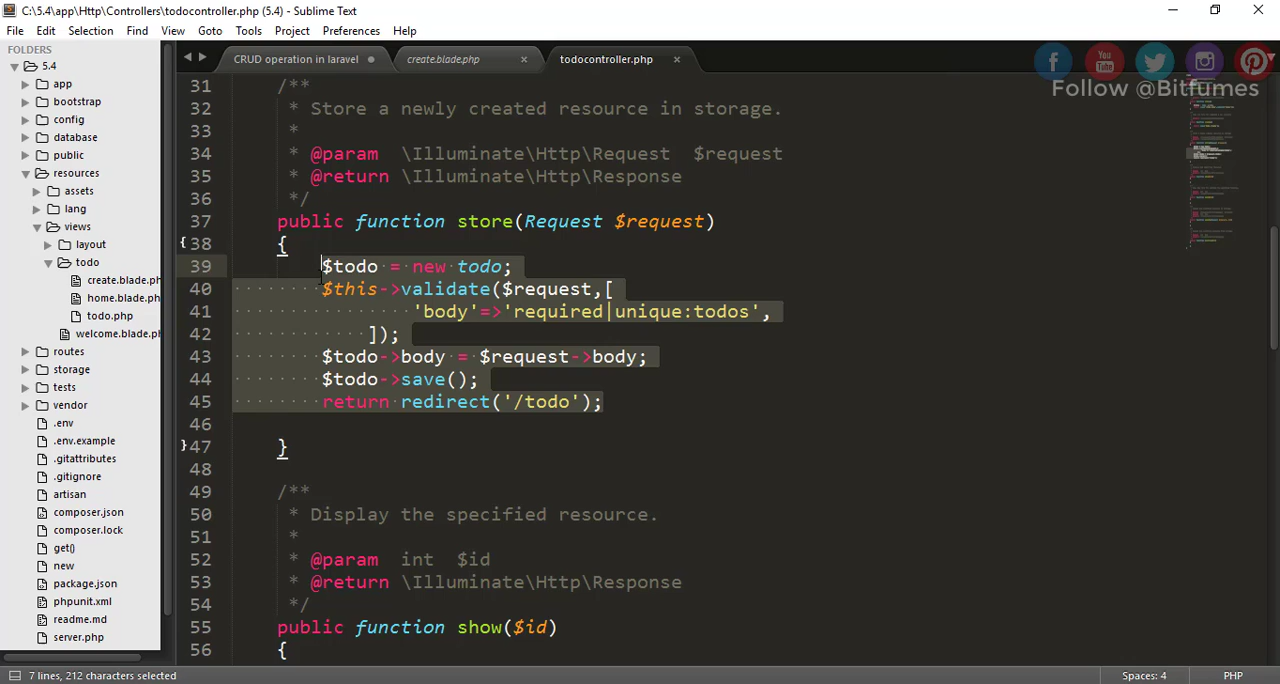 C:\5.4\app\Http\Controllers\todocontroller.php (5.4) - Sublime Text
File Edit Selection Find View Goto Tools Project Preferences Help
FOLDERS
5.4
app
bootstrap
config
database
public
resources
assets
lang
views
layout
todo
create.blade.ph
home.blade.ph
todo.php
welcome.blade.ph
routes
storage
tests
vendor
.env
.env.example
.gitattributes
.gitignore
artisan
composer.json
composer.lock
get()
new
package.json
phpunit.xml
readme.md
server.php
CRUD operation in laravel create.blade.php × todocontroller.php ×
Follow @Bitfumes
You Tube
31 /**
32 * Store a newly created resource in storage.
33 *
34 * @param \Illuminate\Http\Request $request
35 * @return \Illuminate\Http\Response
36 */
37 public function store(Request $request)
{ 38 {
39 $todo = new todo;
40 $this->validate($request,[
41 'body'=>'required|unique:todos',
42 ]);
43 $todo->body = $request->body;
44 $todo->save();
45 return redirect('/todo');
46
} 47 }
48
49 /**
50 * Display the specified resource.
51 *
52 * @param int $id
53 * @return \Illuminate\Http\Response
54 */
55 public function show($id)
56 {
7 lines, 212 characters selected Spaces: 4 PHP